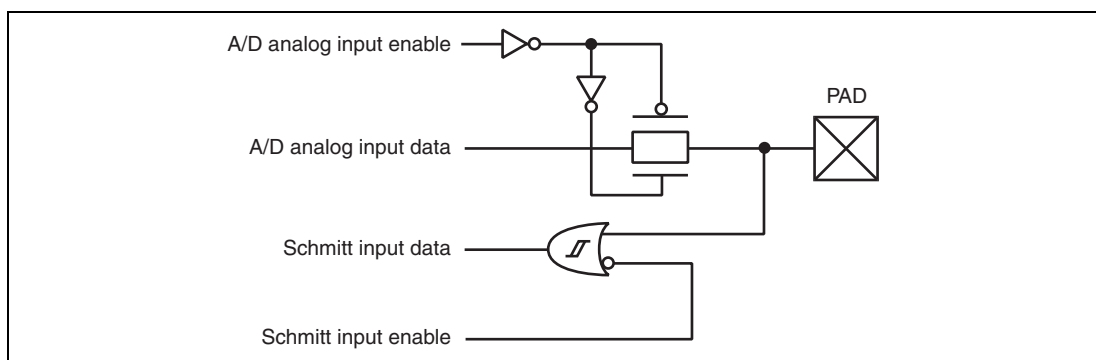 A/D analog input enable
PAD
A/D analog input data
Schmitt input data
Schmitt input enable